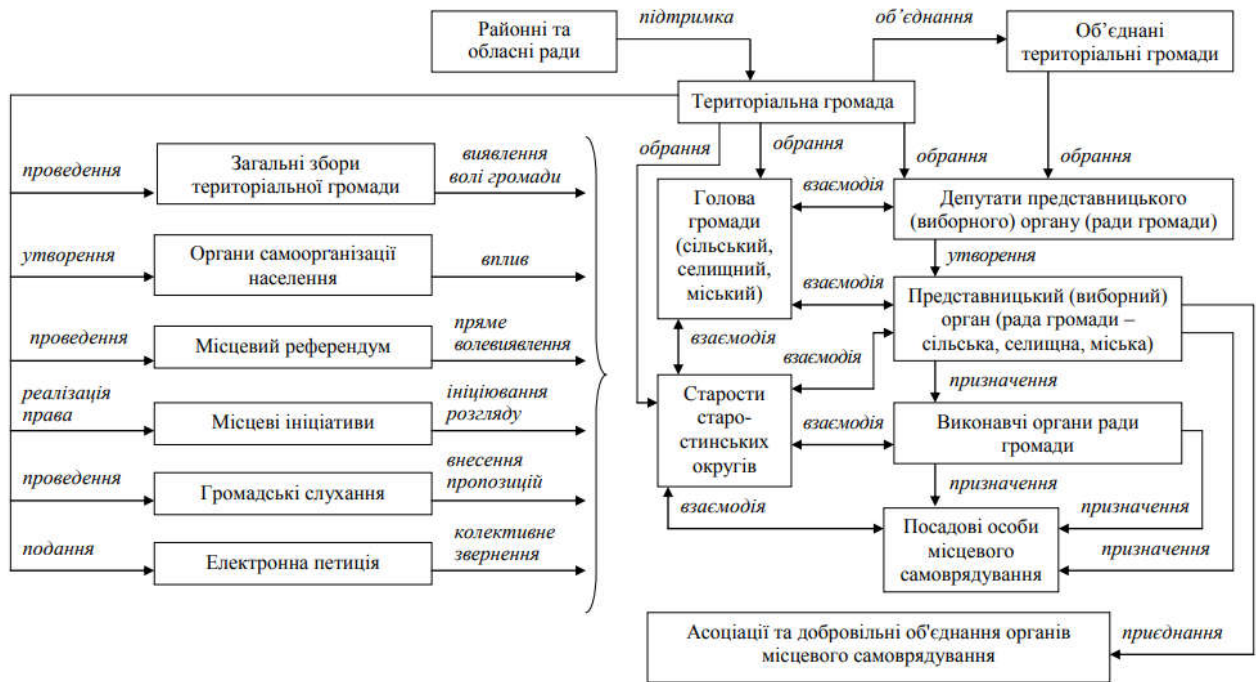 Районні та
обласні ради
підтримка
об’єднання
Об’єднані
територіальні громади
Територіальна громада
обрання
обрання
обрання
обрання
проведення
Загальні збори
територіальної громади
виявлення
волі громади
утворення
Органи самоорганізації
населення
вплив
проведення
Місцевий референдум
пряме
волевиявлення
реалізація
права
Місцеві ініціативи
ініціювання
розгляду
проведення
Громадські слухання
внесення
пропозицій
подання
Електронна петиція
колективне
звернення
Голова
громади
(сільський,
селищний,
міський)
взаємодія
Депутати представницького
(виборного) органу (ради громади)
утворення
взаємодія
Представницький (виборний)
орган (рада громади –
сільська, селищна, міська)
взаємодія
взаємодія
призначення
Старости
старо-
стинських
округів
взаємодія
Виконавчі органи ради
громади
призначення
взаємодія
Посадові особи
місцевого
самоврядування
призначення
призначення
Асоціації та добровільні об'єднання органів
місцевого самоврядування
приєднання